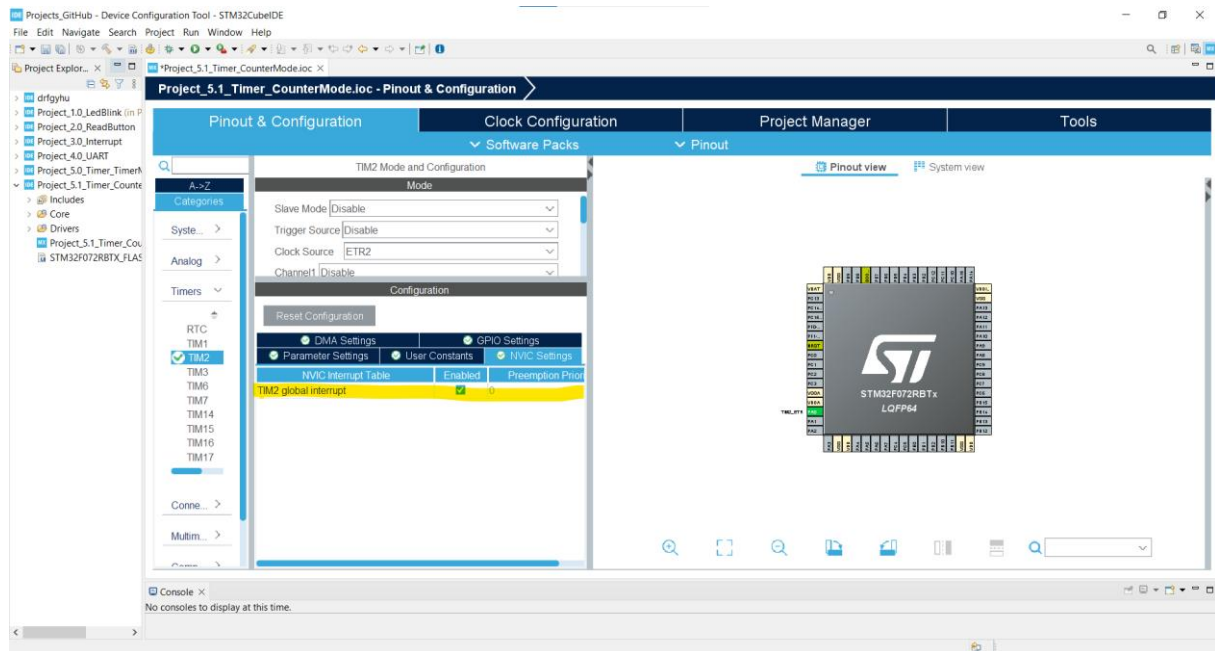 Projects_GitHub - Device Configuration Tool - STM32CubeIDE
File Edit Navigate Search Project Run Window Help
Project Explor...
*Project_5.1_Timer_CounterMode.ioc
drfgyhu
Project_1.0_LedBlink (in P
Project_2.0_ReadButton
Project_3.0_Interrupt
Project_4.0_UART
Project_5.0_Timer_TimerM
Project_5.1_Timer_Counte
Includes
Core
Drivers
Project_5.1_Timer_Cou
STM32F072RBTX_FLAS
Project_5.1_Timer_CounterMode.ioc - Pinout & Configuration
Pinout & Configuration
Clock Configuration
Project Manager
Tools
Software Packs
Pinout
A->Z
Categories
Syste...
Analog
Timers
RTC
TIM1
TIM2
TIM3
TIM6
TIM7
TIM14
TIM15
TIM16
TIM17
Conne...
Multim...
TIM2 Mode and Configuration
Mode
Slave Mode Disable
Trigger Source Disable
Clock Source ETR2
Channel1 Disable
Configuration
Reset Configuration
DMA Settings
GPIO Settings
Parameter Settings
User Constants
NVIC Settings
NVIC Interrupt Table Enabled Preemption Prior
TIM2 global interrupt 0
Pinout view
System view
STM32F072RBTx
LQFP64
Console
No consoles to display at this time.